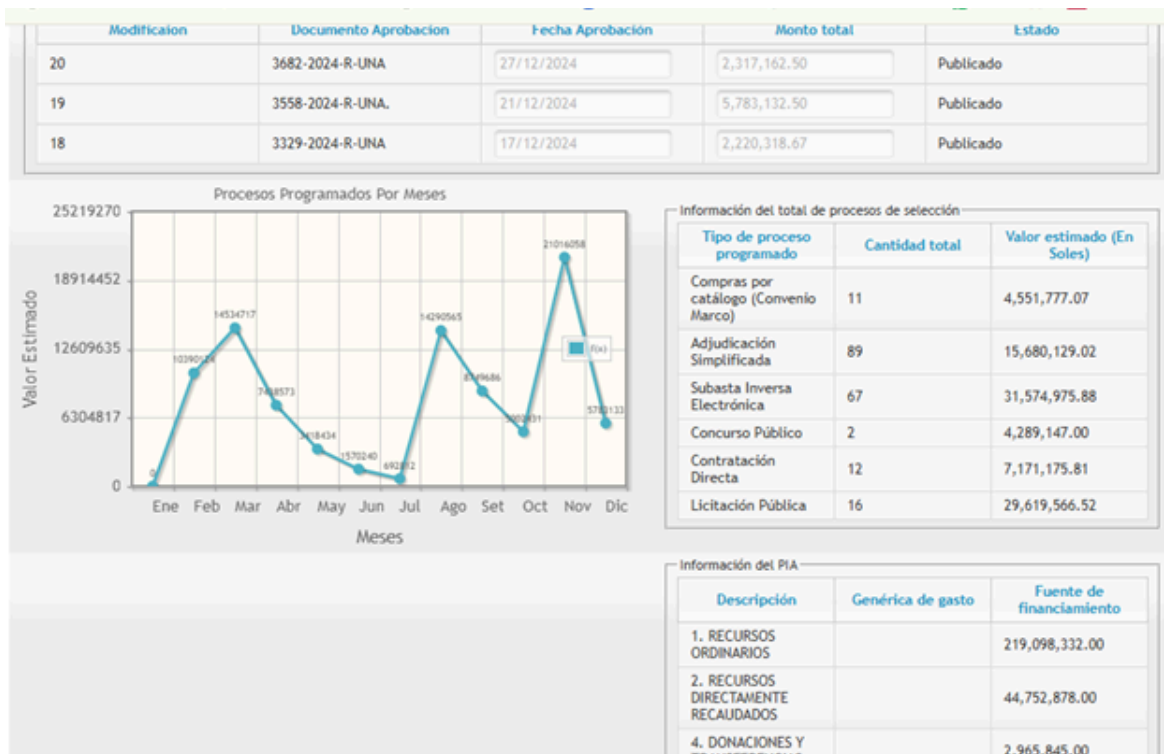 Modificaion Documento Aprobacion Fecha Aprobación Monto total Estado
20 3682-2024-R-UNA 27/12/2024 2,317,162.50 Publicado
19 3558-2024-R-UNA. 21/12/2024 5,783,132.50 Publicado
18 3329-2024-R-UNA 17/12/2024 2,220,318.67 Publicado
Procesos Programados Por Meses
25219270
18914452
12609635
6304817
0
Valor Estimado
0
14534717
7438573
3418434
1570240
14290565
8749686
21016058
f(x)
Ene Feb Mar Abr May Jun Jul Ago Set Oct Nov Dic
Meses
Información del total de procesos de selección
Tipo de proceso programado Cantidad total Valor estimado (En Soles)
Compras por catálogo (Convenio Marco) 11 4,551,777.07
Adjudicación Simplificada 89 15,680,129.02
Subasta Inversa Electrónica 67 31,574,975.88
Concurso Público 2 4,289,147.00
Contratación Directa 12 7,171,175.81
Licitación Pública 16 29,619,566.52
Información del PIA
Descripción Genérica de gasto Fuente de financiamiento
1. RECURSOS ORDINARIOS 219,098,332.00
2. RECURSOS DIRECTAMENTE RECAUDADOS 44,752,878.00
4. DONACIONES Y 2,965,845.00